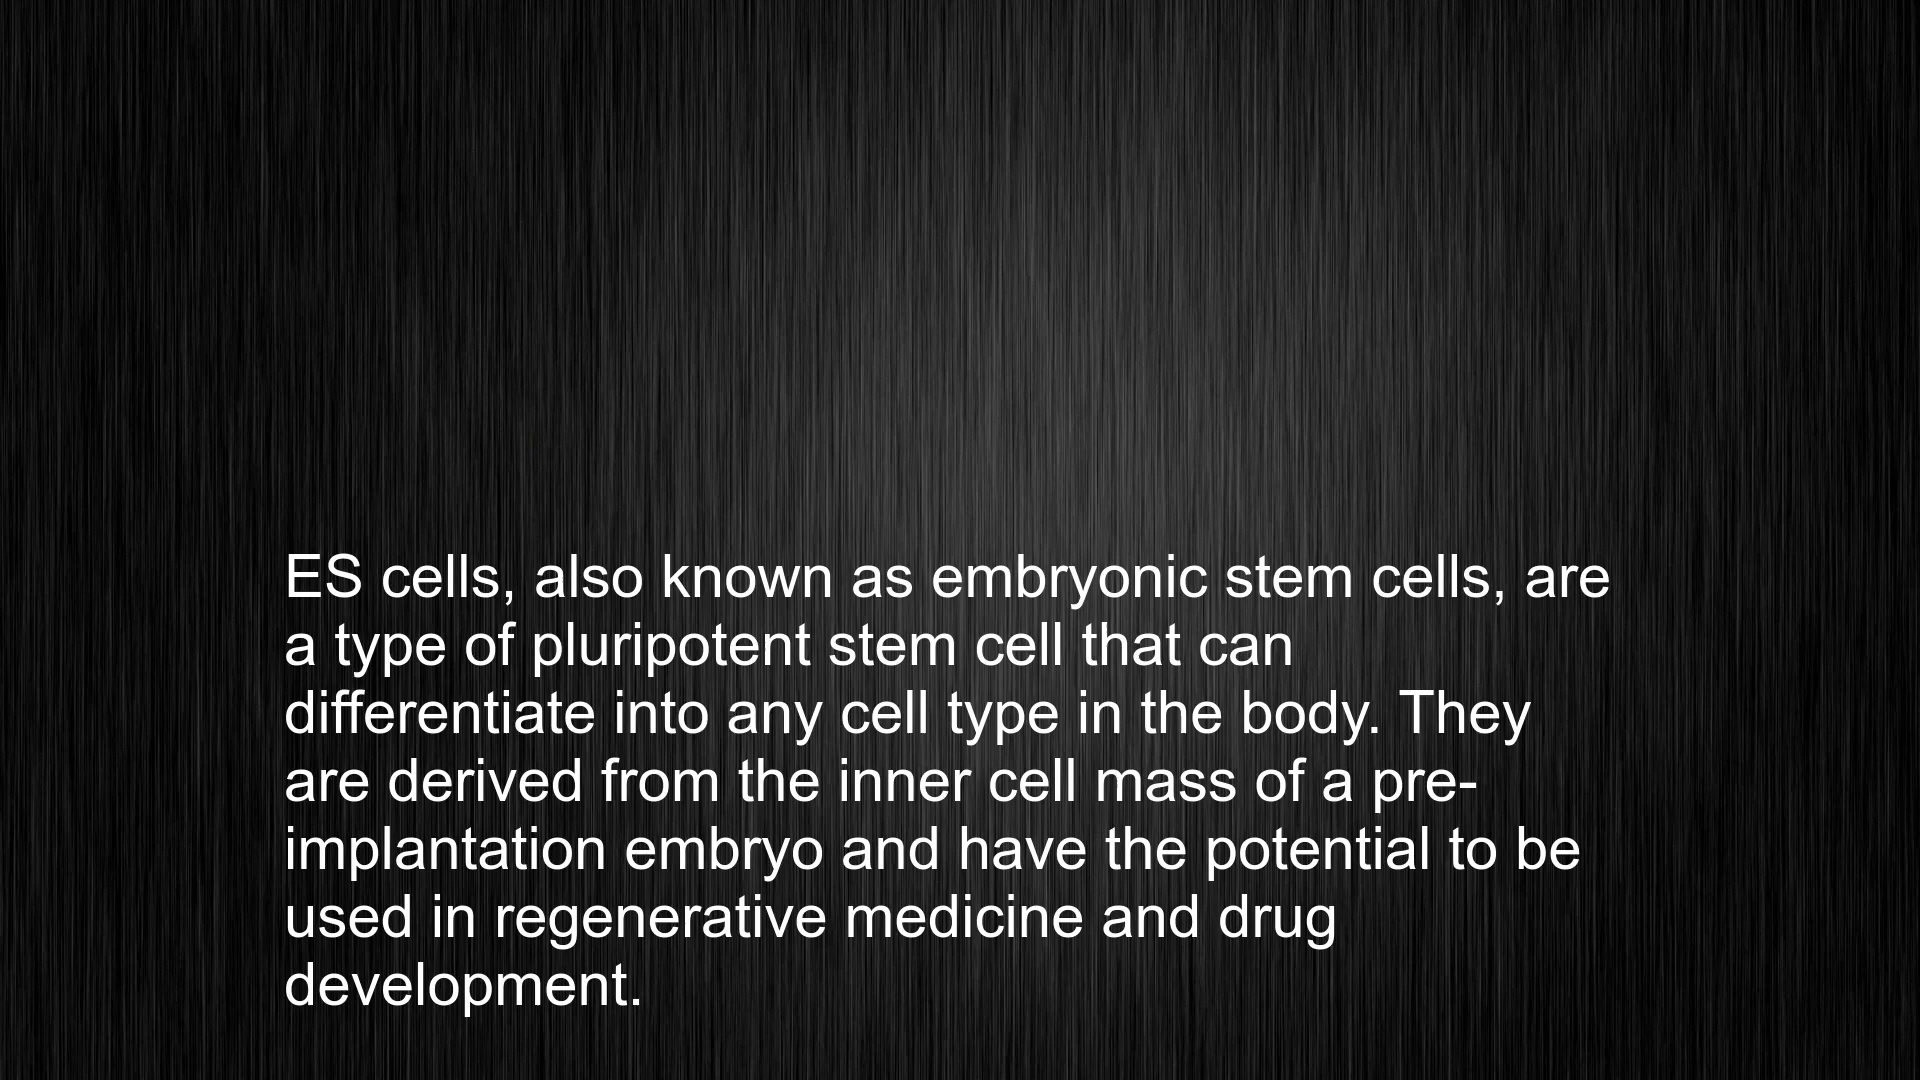 ES cells, also known as embryonic stem cells, are
a type of pluripotent stem cell that can
differentiate into any cell type in the body. They
are derived from the inner cell mass of a pre-
implantation embryo and have the potential to be
used in regenerative medicine and drug
development.